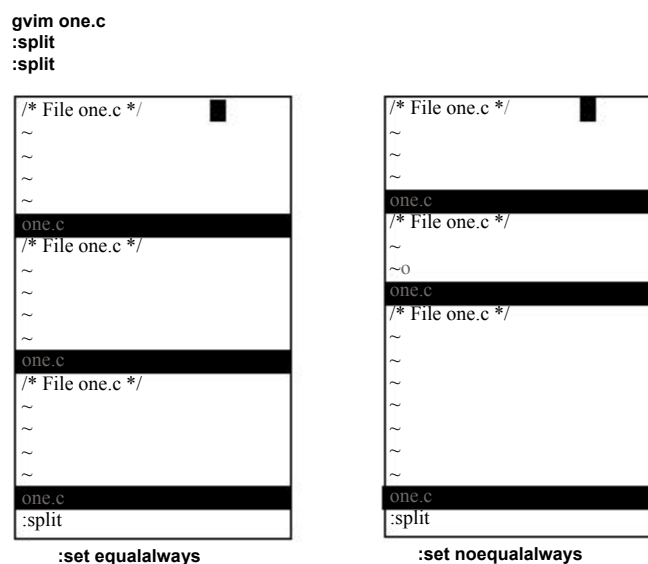 gvim one.c
:split
:split
/* File one.c */
~
~
~
~
one.c
/* File one.c */
~
~
~
~
one.c
/* File one.c */
~
~
~
~
one.c
:split
:set equalalways
/* File one.c */
~
~
~
one.c
/* File one.c */
~
~o
one.c
/* File one.c */
~
~
~
~
~
~
~
one.c
:split
:set noequalalways